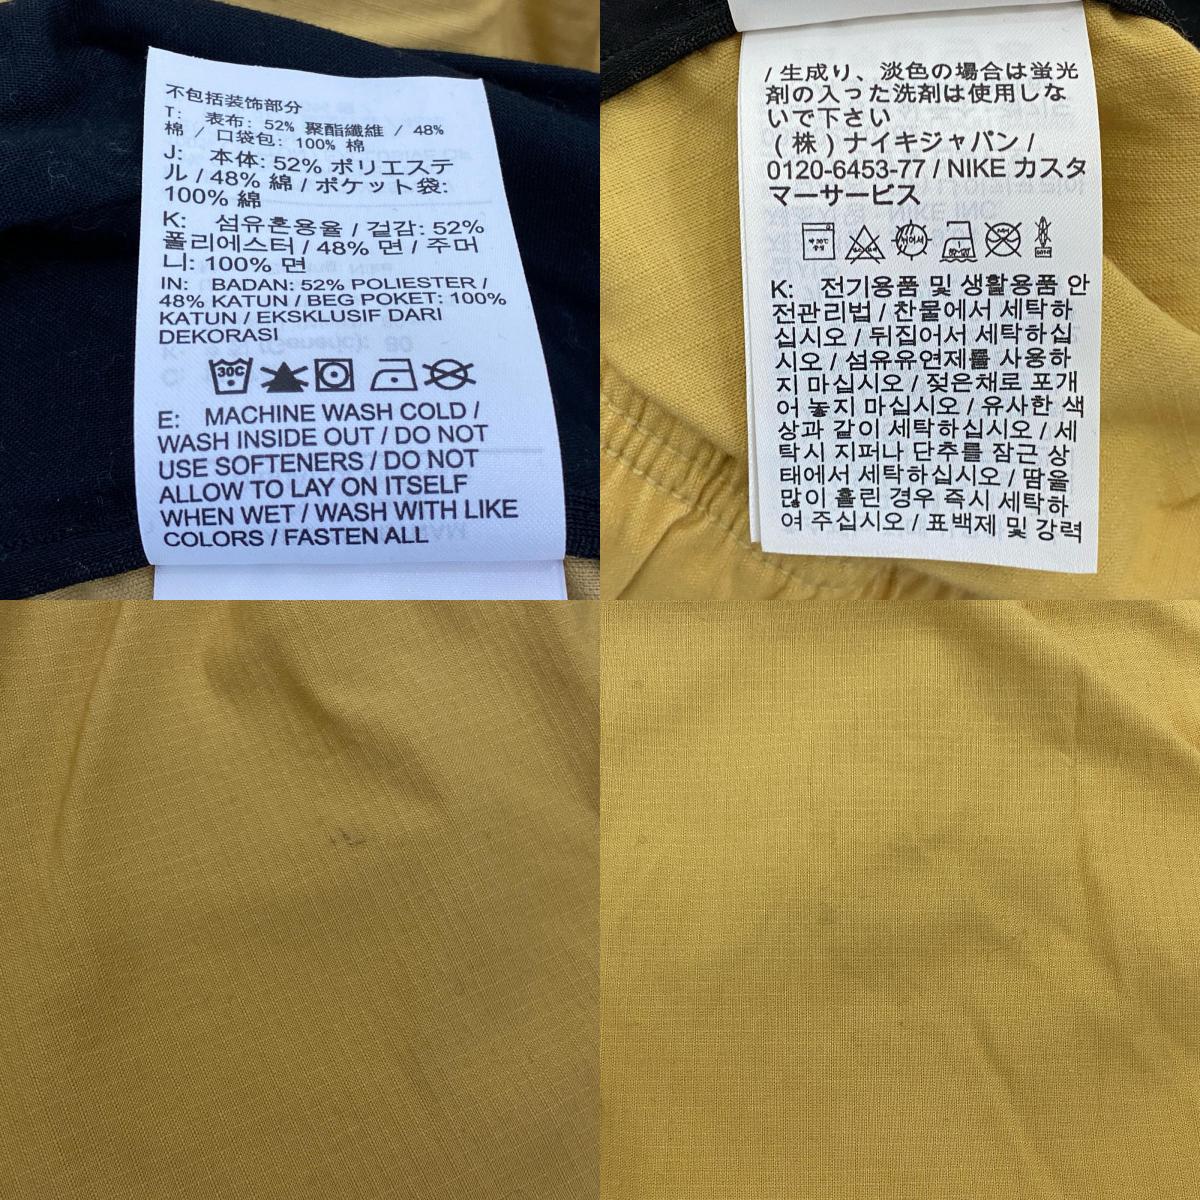 不包括装饰部分
T: 表布: 52% 聚酯纖維 / 48%
棉 / 口袋包: 100% 棉
J: 本体: 52% ポリエステ
ル / 48% 綿 / ポケット袋:
100% 綿
K: 섬유혼용율 / 겉감: 52%
폴리에스터 / 48% 면 / 주머
니: 100% 면
IN: BADAN: 52% POLIESTER /
48% KATUN / BEG POKET: 100%
KATUN / EKSKLUSIF DARI
DEKORASI
30C
E: MACHINE WASH COLD /
WASH INSIDE OUT / DO NOT
USE SOFTENERS / DO NOT
ALLOW TO LAY ON ITSELF
WHEN WET / WASH WITH LIKE
COLORS / FASTEN ALL
/ 生成り、淡色の場合は蛍光
剤の入った洗剤は使用しな
いで下さい
(株) ナイキジャパン /
0120-6453-77 / NIKE カスタ
マーサービス
K: 전기용품 및 생활용품 안
전관리법 / 찬물에서 세탁하
십시오 / 뒤집어서 세탁하십
시오 / 섬유유연제를 사용하
지 마십시오 / 젖은채로 포개
어 놓지 마십시오 / 유사한 색
상과 같이 세탁하십시오 / 세
탁시 지퍼나 단추를 잠근 상
태에서 세탁하십시오 / 땀을
많이 흘린 경우 즉시 세탁하
여 주십시오 / 표백제 및 강력